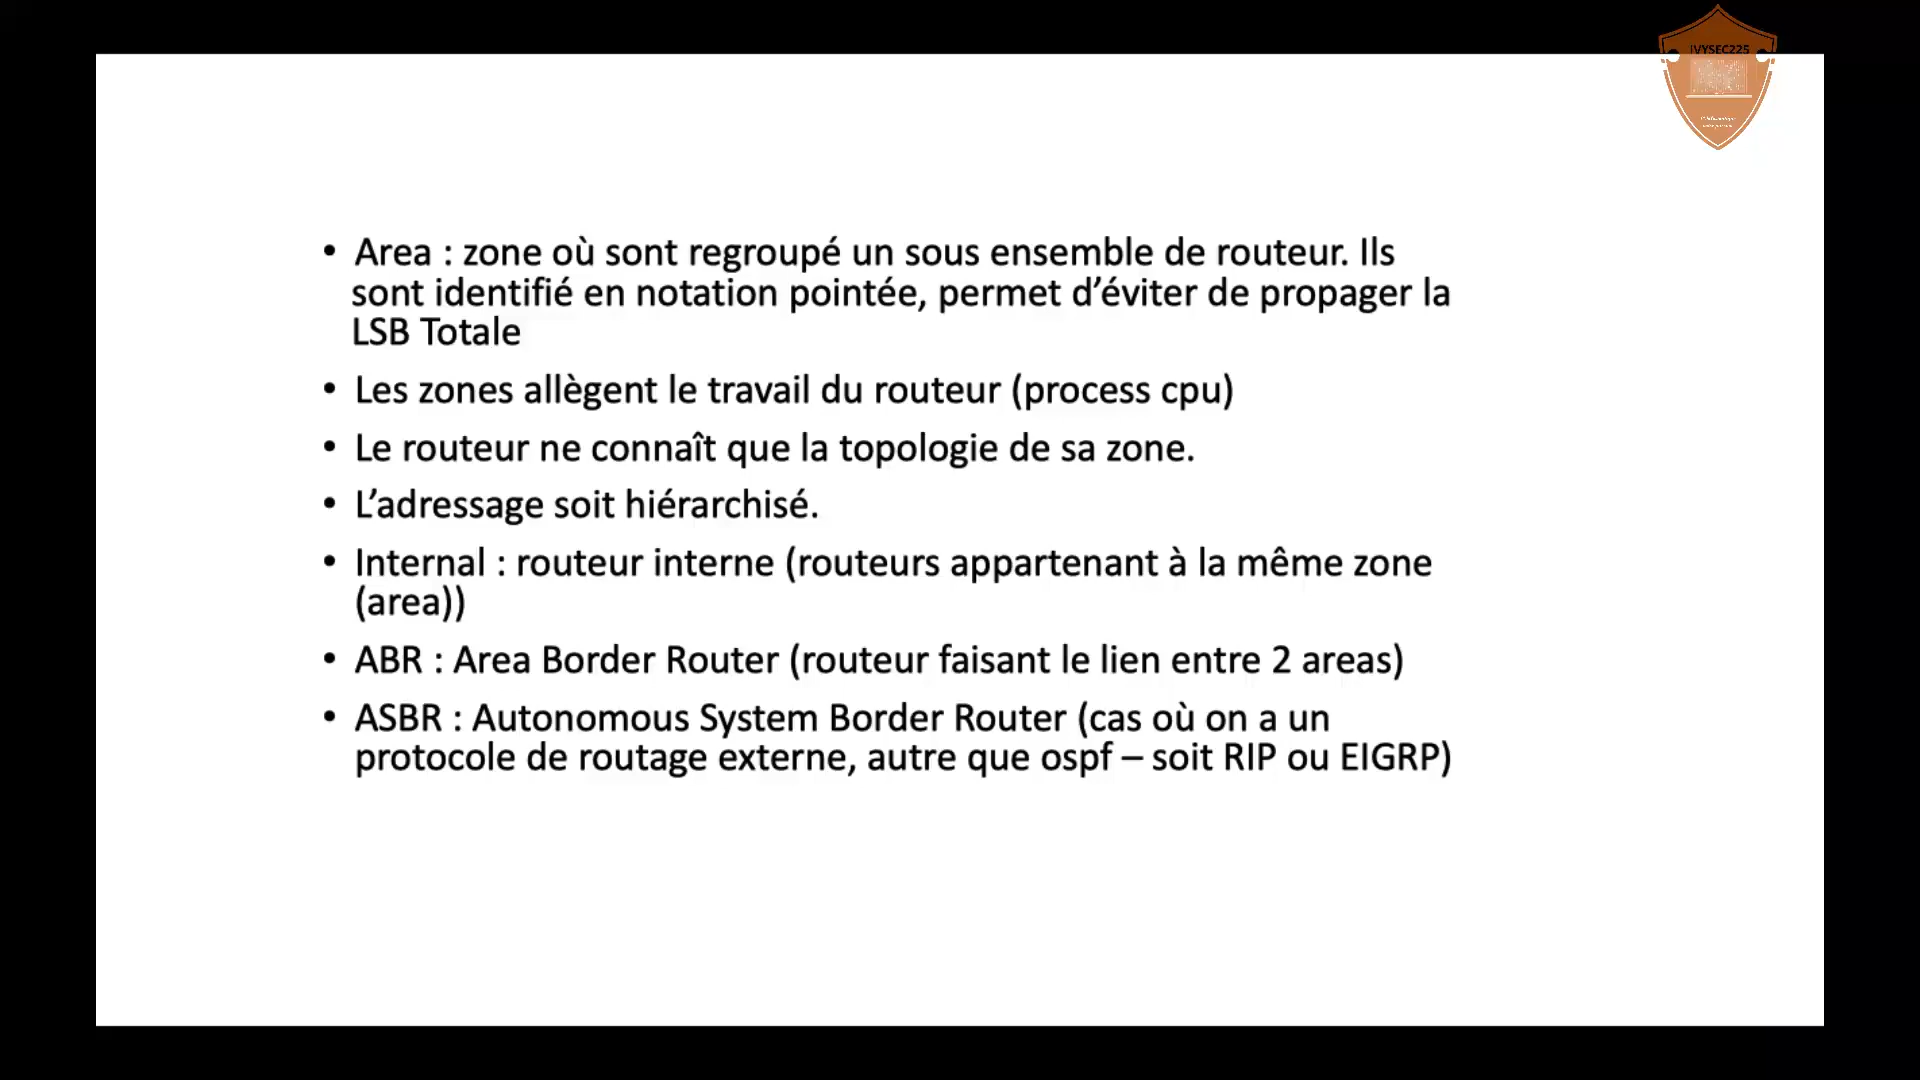 IVYSEC225
• Area : zone où sont regroupé un sous ensemble de routeur. Ils
sont identifié en notation pointée, permet d’éviter de propager la
LSB Totale
• Les zones allègent le travail du routeur (process cpu)
• Le routeur ne connaît que la topologie de sa zone.
• L’adressage soit hiérarchisé.
• Internal : routeur interne (routeurs appartenant à la même zone
(area))
• ABR : Area Border Router (routeur faisant le lien entre 2 areas)
• ASBR : Autonomous System Border Router (cas où on a un
protocole de routage externe, autre que ospf – soit RIP ou EIGRP)